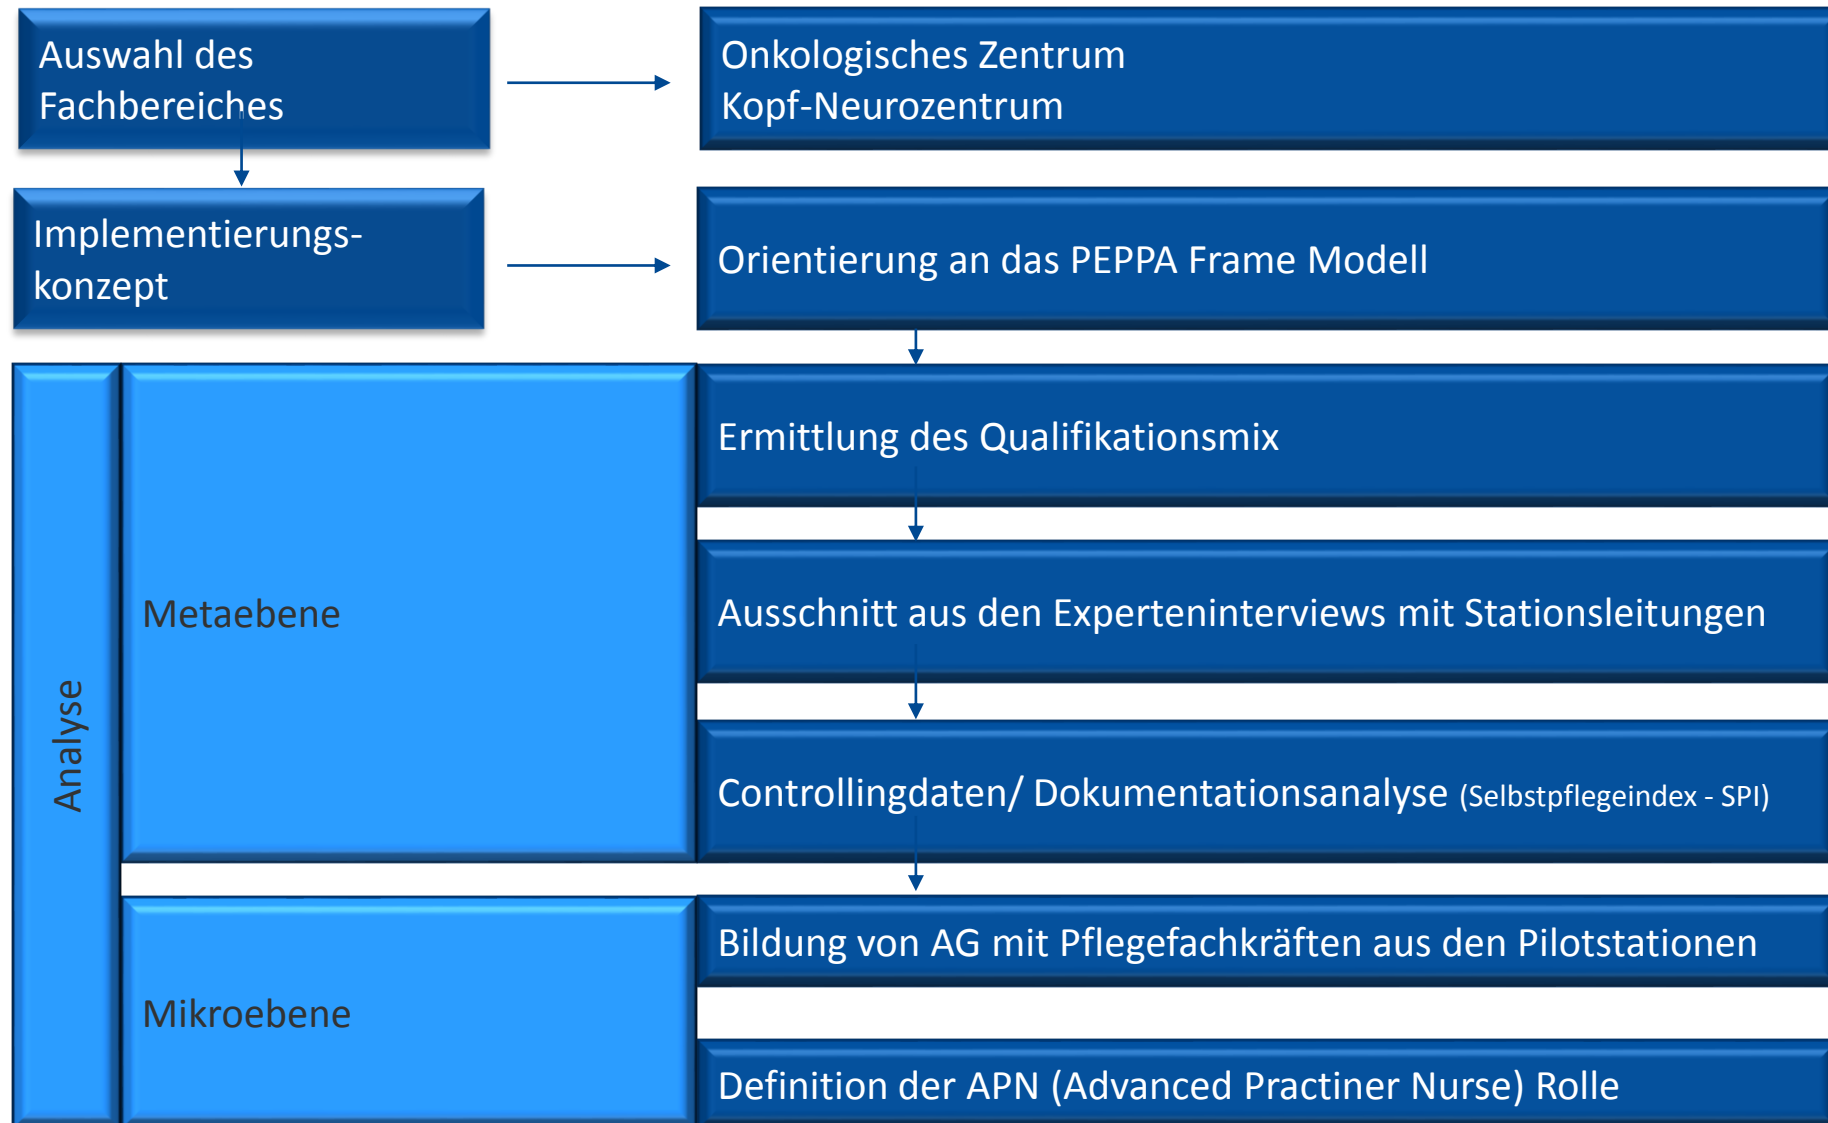 Auswahl des
Fachbereiches
Onkologisches Zentrum
Kopf-Neurozentrum
Implementierungs-
konzept
Orientierung an das PEPPA Frame Modell
Analyse
Metaebene
Ermittlung des Qualifikationsmix
Ausschnitt aus den Experteninterviews mit Stationsleitungen
Controllingdaten/ Dokumentationsanalyse (Selbstpflegeindex - SPI)
Mikroebene
Bildung von AG mit Pflegefachkräften aus den Pilotstationen
Definition der APN (Advanced Practiner Nurse) Rolle